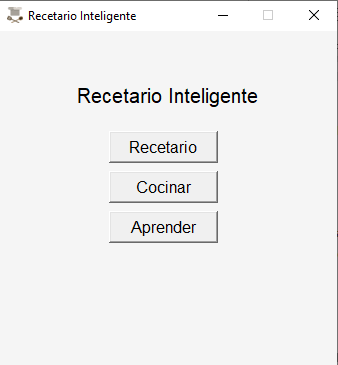 Recetario Inteligente
Recetario Inteligente
Recetario
Cocinar
Aprender